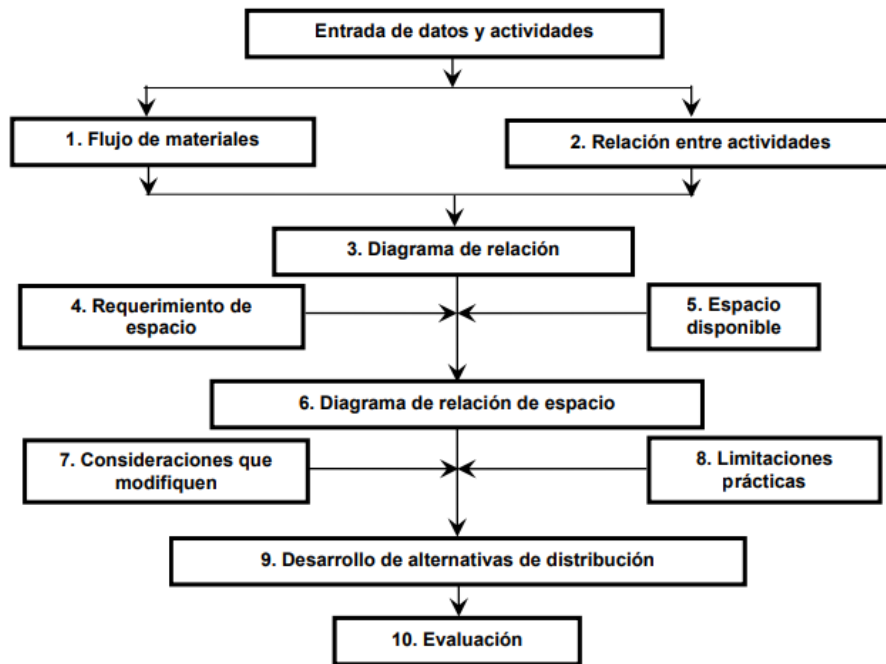 Entrada de datos y actividades
1. Flujo de materiales
2. Relación entre actividades
3. Diagrama de relación
4. Requerimiento de
espacio
5. Espacio
disponible
6. Diagrama de relación de espacio
7. Consideraciones que
modifiquen
8. Limitaciones
prácticas
9. Desarrollo de alternativas de distribución
10. Evaluación